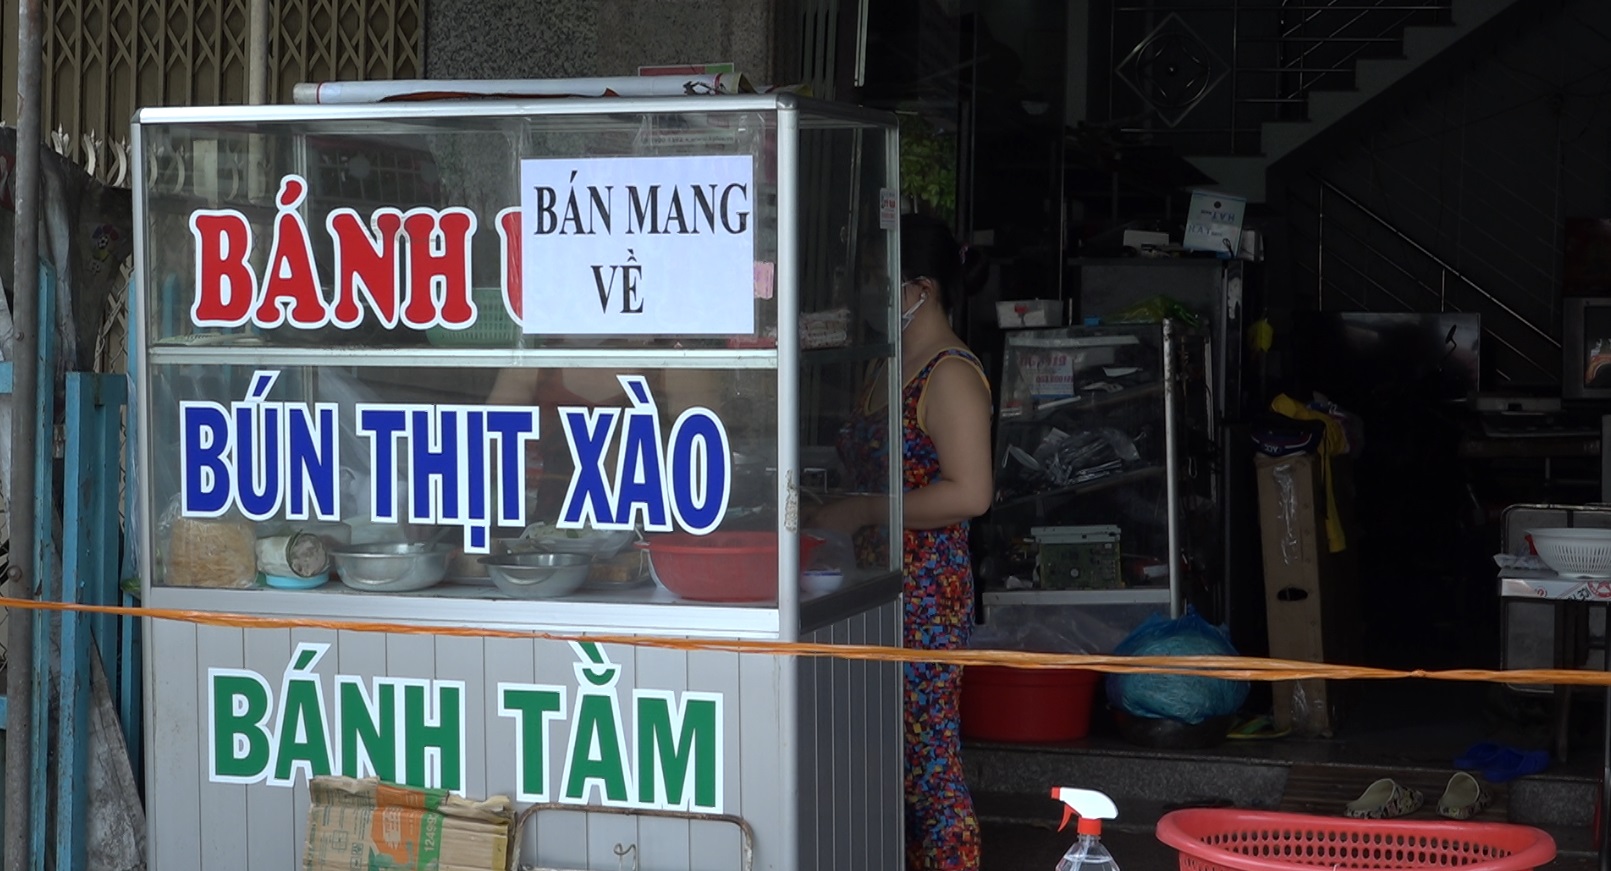 BÁNH
BÁN MANG
VỀ
BÚN THỊT XÀO
BÁNH TẰM